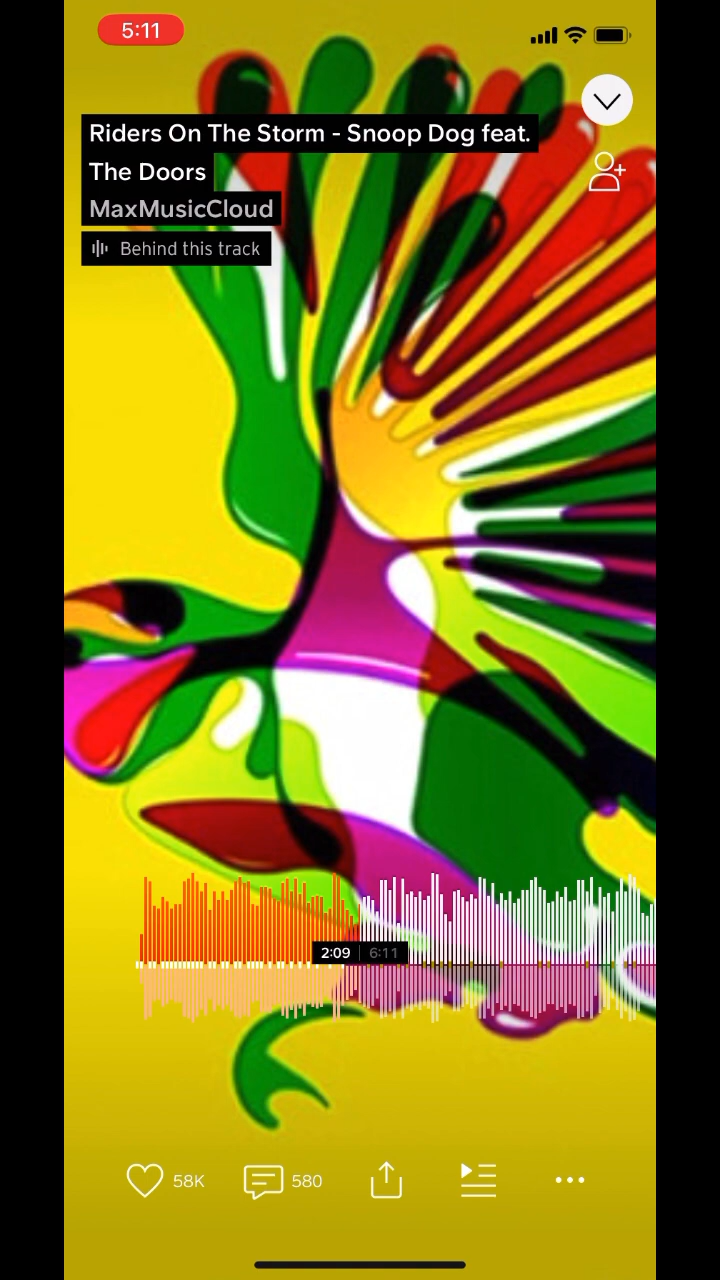 5:11
Riders On The Storm - Snoop Dog feat.
The Doors
MaxMusicCloud
Behind this track
2:09 | 6:11
58K 580